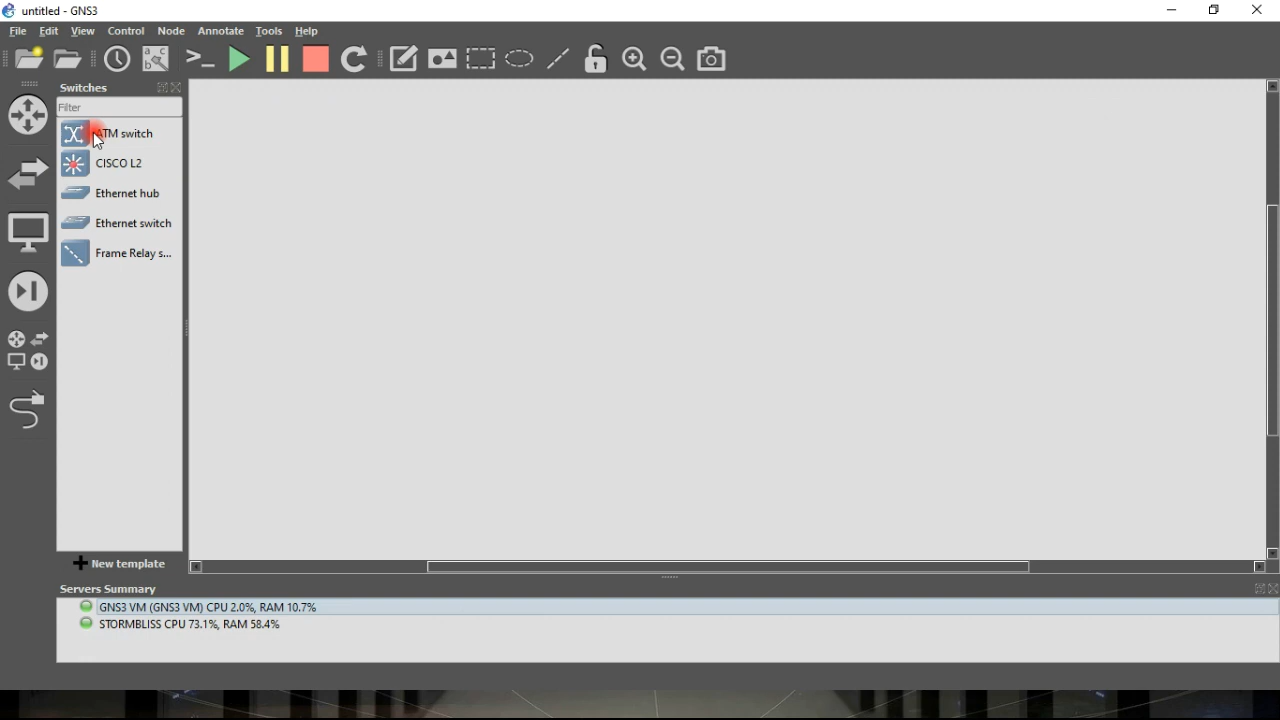 untitled - GNS3
File Edit View Control Node Annotate Tools Help
Switches
Filter
ATM switch
CISCO L2
Ethernet hub
Ethernet switch
Frame Relay s...
New template
Servers Summary
GNS3 VM (GNS3 VM) CPU 2.0%, RAM 10.7%
STORMBLISS CPU 73.1%, RAM 58.4%